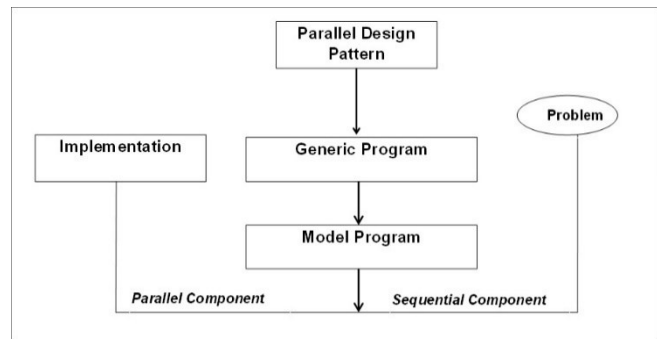 Parallel Design
Pattern
Problem
Implementation
Generic Program
Model Program
Parallel Component
Sequential Component